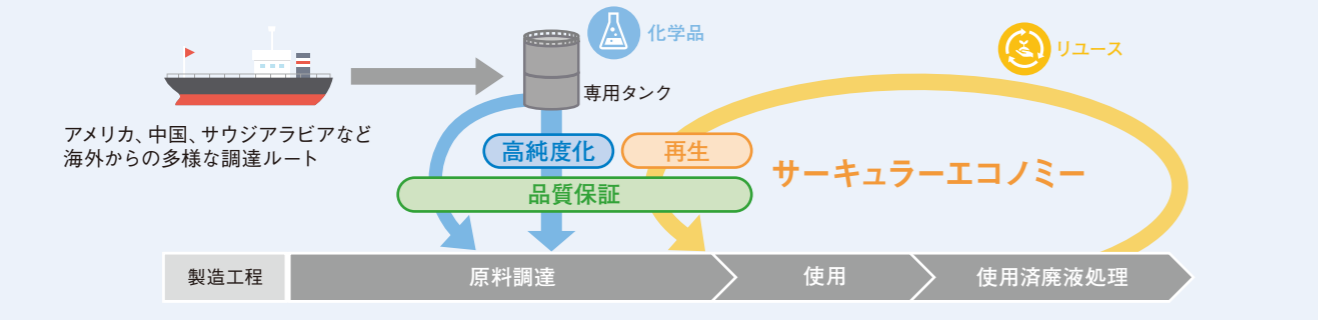 化学品
リユース
専用タンク
アメリカ、中国、サウジアラビアなど
海外からの多様な調達ルート
高純度化
再生
サーキュラーエコノミー
品質保証
製造工程
原料調達
使用
使用済廃液処理